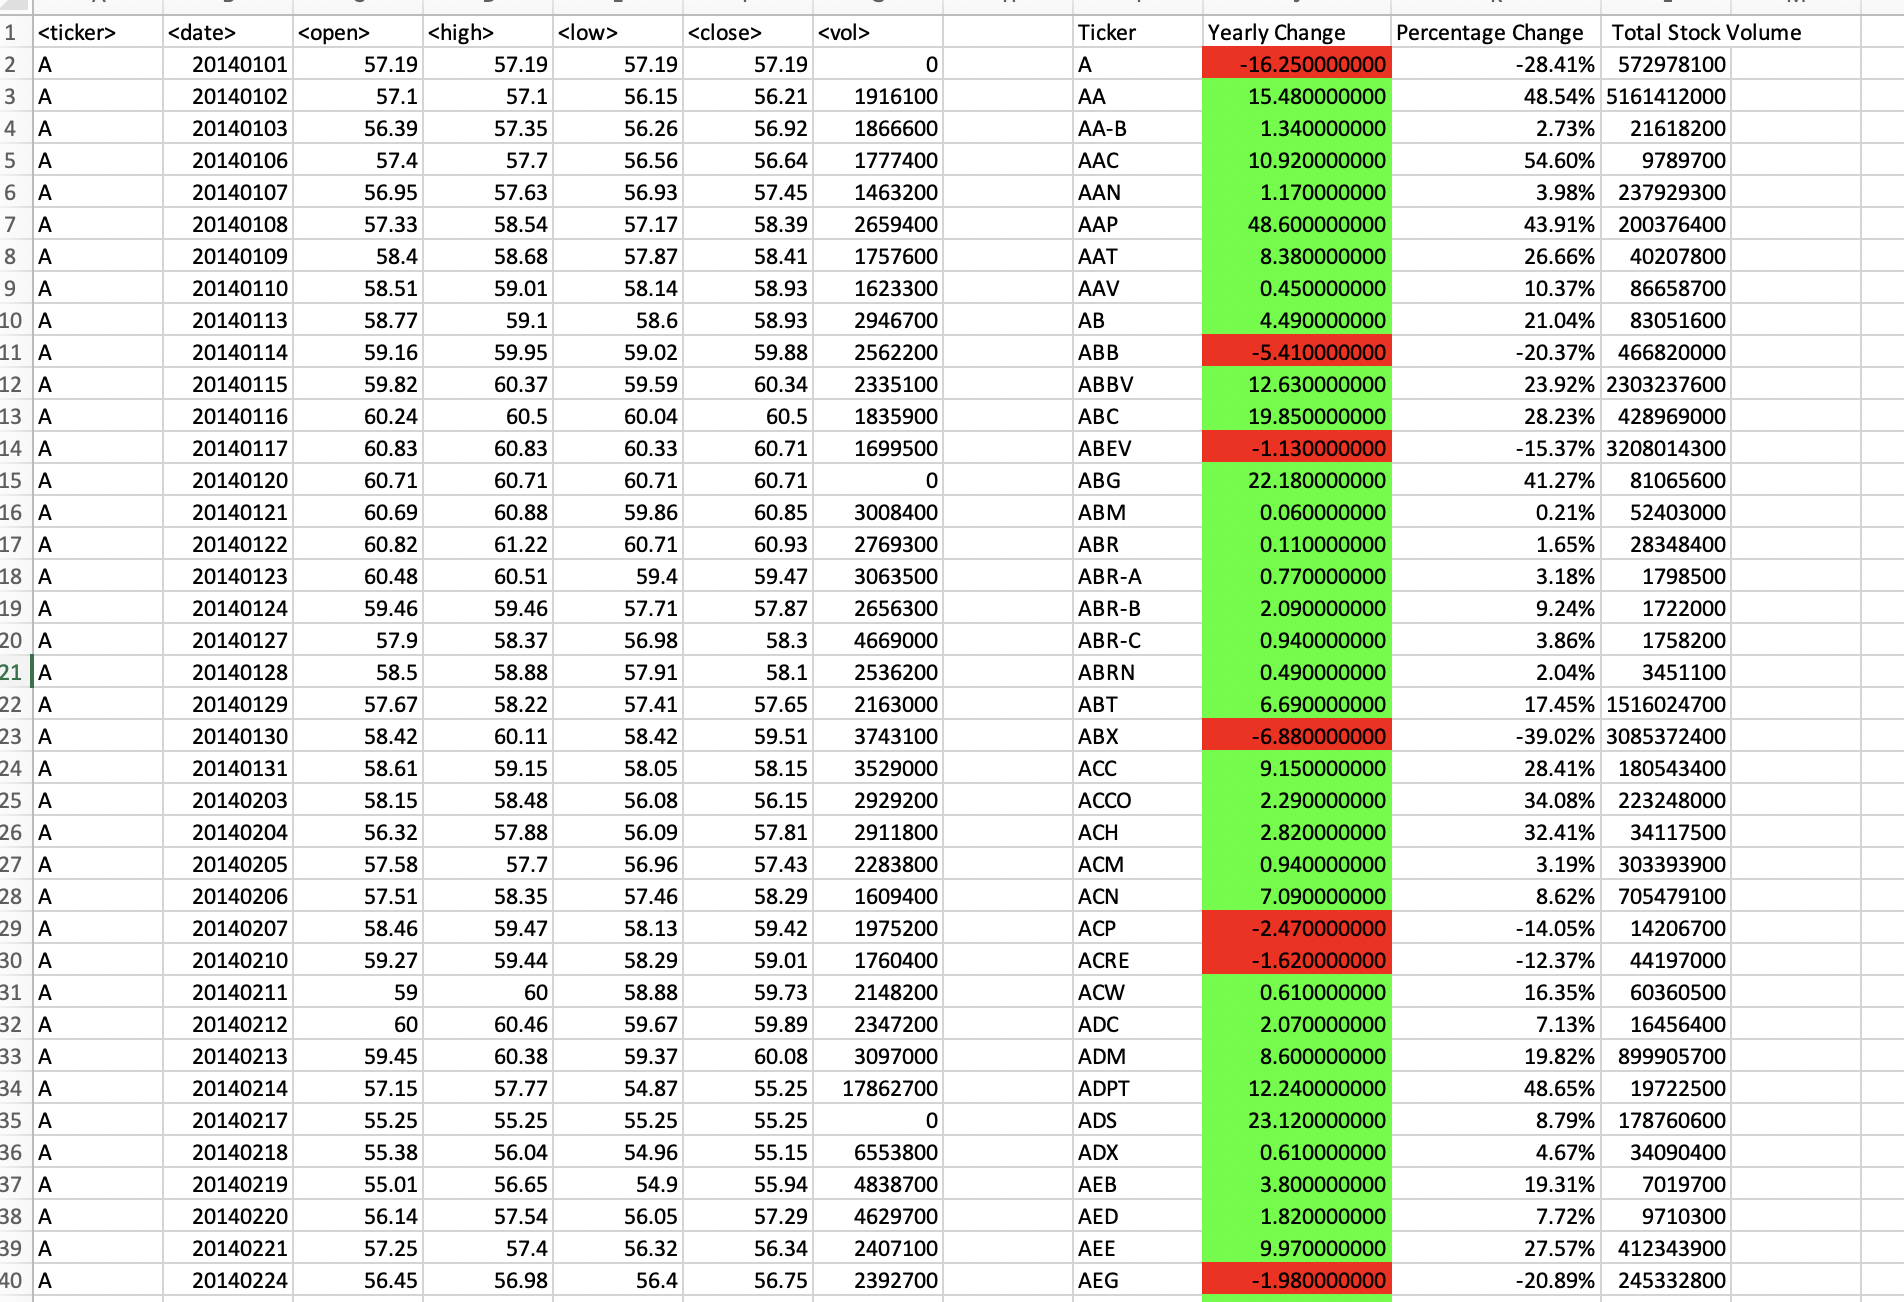 1 <ticker> <date> <open> <high> <low> <close> <vol> Ticker Yearly Change Percentage Change Total Stock Volume
2 A 20140101 57.19 57.19 57.19 57.19 0 A -16.250000000 -28.41% 572978100
3 A 20140102 57.1 57.1 56.15 56.21 1916100 AA 15.480000000 48.54% 5161412000
4 A 20140103 56.39 57.35 56.26 56.92 1866600 AA-B 1.340000000 2.73% 21618200
5 A 20140106 57.4 57.7 56.56 56.64 1777400 AAC 10.920000000 54.60% 9789700
6 A 20140107 56.95 57.63 56.93 57.45 1463200 AAN 1.170000000 3.98% 237929300
7 A 20140108 57.33 58.54 57.17 58.39 2659400 AAP 48.600000000 43.91% 200376400
8 A 20140109 58.4 58.68 57.87 58.41 1757600 AAT 8.380000000 26.66% 40207800
9 A 20140110 58.51 59.01 58.14 58.93 1623300 AAV 0.450000000 10.37% 86658700
10 A 20140113 58.77 59.1 58.6 58.93 2946700 AB 4.490000000 21.04% 83051600
11 A 20140114 59.16 59.95 59.02 59.88 2562200 ABB -5.410000000 -20.37% 466820000
12 A 20140115 59.82 60.37 59.59 60.34 2335100 ABBV 12.630000000 23.92% 2303237600
13 A 20140116 60.24 60.5 60.04 60.5 1835900 ABC 19.850000000 28.23% 428969000
14 A 20140117 60.83 60.83 60.33 60.71 1699500 ABEV -1.130000000 -15.37% 3208014300
15 A 20140120 60.71 60.71 60.71 60.71 0 ABG 22.180000000 41.27% 81065600
16 A 20140121 60.69 60.88 59.86 60.85 3008400 ABM 0.060000000 0.21% 52403000
17 A 20140122 60.82 61.22 60.71 60.93 2769300 ABR 0.110000000 1.65% 28348400
18 A 20140123 60.48 60.51 59.4 59.47 3063500 ABR-A 0.770000000 3.18% 1798500
19 A 20140124 59.46 59.46 57.71 57.87 2656300 ABR-B 2.090000000 9.24% 1722000
20 A 20140127 57.9 58.37 56.98 58.3 4669000 ABR-C 0.940000000 3.86% 1758200
21 A 20140128 58.5 58.88 57.91 58.1 2536200 ABRN 0.490000000 2.04% 3451100
22 A 20140129 57.67 58.22 57.41 57.65 2163000 ABT 6.690000000 17.45% 1516024700
23 A 20140130 58.42 60.11 58.42 59.51 3743100 ABX -6.880000000 -39.02% 3085372400
24 A 20140131 58.61 59.15 58.05 58.15 3529000 ACC 9.150000000 28.41% 180543400
25 A 20140203 58.15 58.48 56.08 56.15 2929200 ACCO 2.290000000 34.08% 223248000
26 A 20140204 56.32 57.88 56.09 57.81 2911800 ACH 2.820000000 32.41% 34117500
27 A 20140205 57.58 57.7 56.96 57.43 2283800 ACM 0.940000000 3.19% 303393900
28 A 20140206 57.51 58.35 57.46 58.29 1609400 ACN 7.090000000 8.62% 705479100
29 A 20140207 58.46 59.47 58.13 59.42 1975200 ACP -2.470000000 -14.05% 14206700
30 A 20140210 59.27 59.44 58.29 59.01 1760400 ACRE -1.620000000 -12.37% 44197000
31 A 20140211 59 60 58.88 59.73 2148200 ACW 0.610000000 16.35% 60360500
32 A 20140212 60 60.46 59.67 59.89 2347200 ADC 2.070000000 7.13% 16456400
33 A 20140213 59.45 60.38 59.37 60.08 3097000 ADM 8.600000000 19.82% 899905700
34 A 20140214 57.15 57.77 54.87 55.25 17862700 ADPT 12.240000000 48.65% 19722500
35 A 20140217 55.25 55.25 55.25 55.25 0 ADS 23.120000000 8.79% 178760600
36 A 20140218 55.38 56.04 54.96 55.15 6553800 ADX 0.610000000 4.67% 34090400
37 A 20140219 55.01 56.65 54.9 55.94 4838700 AEB 3.800000000 19.31% 7019700
38 A 20140220 56.14 57.54 56.05 57.29 4629700 AED 1.820000000 7.72% 9710300
39 A 20140221 57.25 57.4 56.32 56.34 2407100 AEE 9.970000000 27.57% 412343900
40 A 20140224 56.45 56.98 56.4 56.75 2392700 AEG -1.980000000 -20.89% 245332800